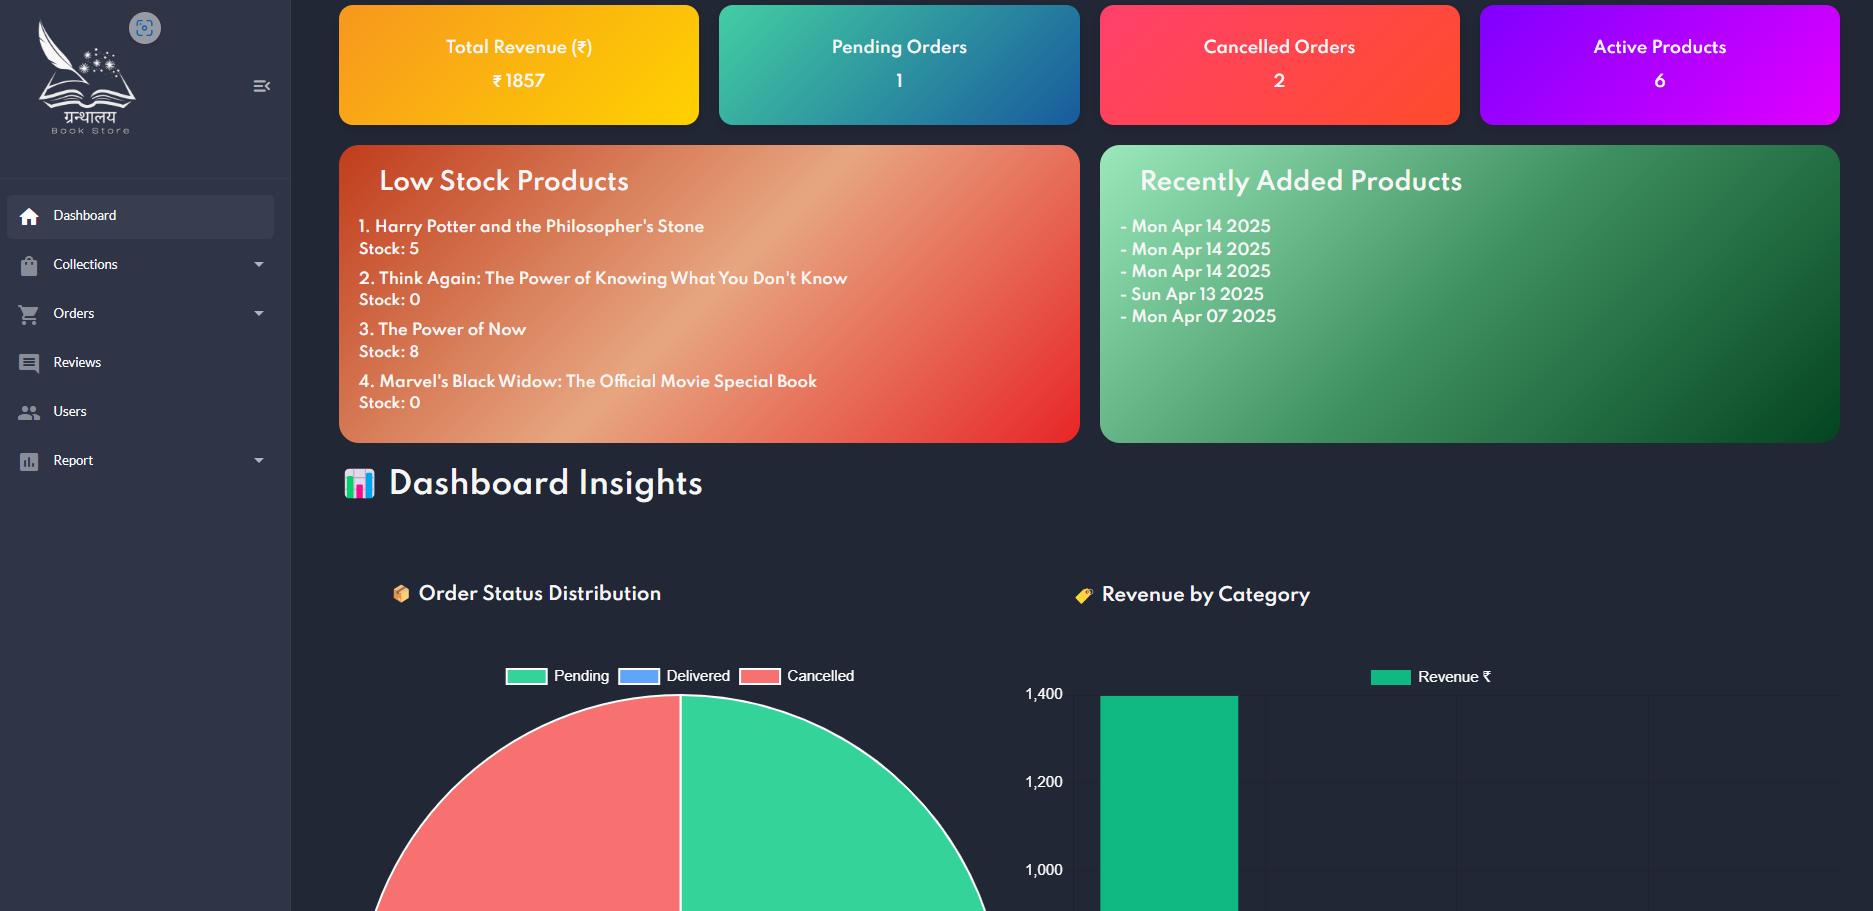 ग्रन्थालय
Book Store
Dashboard
Collections
Orders
Reviews
Users
Report
Total Revenue (₹)
₹ 1857
Pending Orders
1
Cancelled Orders
2
Active Products
6
Low Stock Products
1. Harry Potter and the Philosopher's Stone
Stock: 5
2. Think Again: The Power of Knowing What You Don't Know
Stock: 0
3. The Power of Now
Stock: 8
4. Marvel's Black Widow: The Official Movie Special Book
Stock: 0
Recently Added Products
- Mon Apr 14 2025
- Mon Apr 14 2025
- Mon Apr 14 2025
- Sun Apr 13 2025
- Mon Apr 07 2025
Dashboard Insights
Order Status Distribution
Pending Delivered Cancelled
Revenue by Category
Revenue ₹
1,400
1,200
1,000